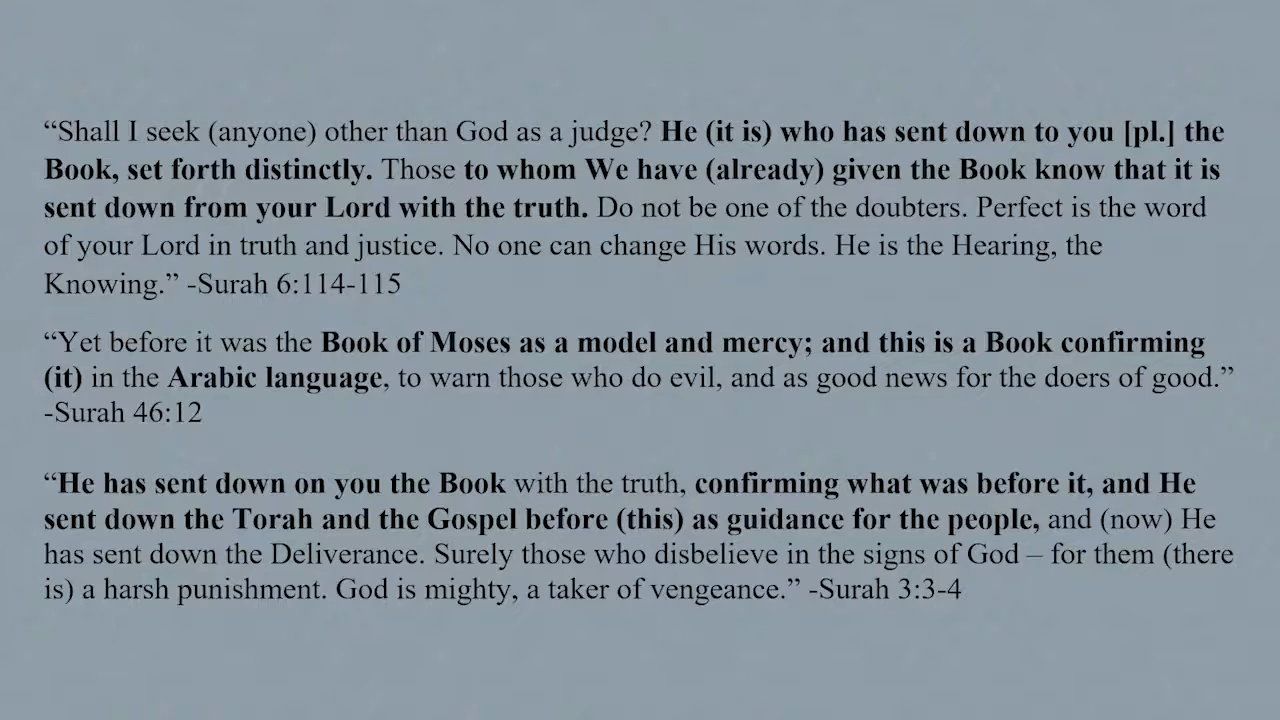 “Shall I seek (anyone) other than God as a judge? He (it is) who has sent down to you [pl.] the
Book, set forth distinctly. Those to whom We have (already) given the Book know that it is
sent down from your Lord with the truth. Do not be one of the doubters. Perfect is the word
of your Lord in truth and justice. No one can change His words. He is the Hearing, the
Knowing.” -Surah 6:114-115
“Yet before it was the Book of Moses as a model and mercy; and this is a Book confirming
(it) in the Arabic language, to warn those who do evil, and as good news for the doers of good.”
-Surah 46:12
“He has sent down on you the Book with the truth, confirming what was before it, and He
sent down the Torah and the Gospel before (this) as guidance for the people, and (now) He
has sent down the Deliverance. Surely those who disbelieve in the signs of God – for them (there
is) a harsh punishment. God is mighty, a taker of vengeance.” -Surah 3:3-4